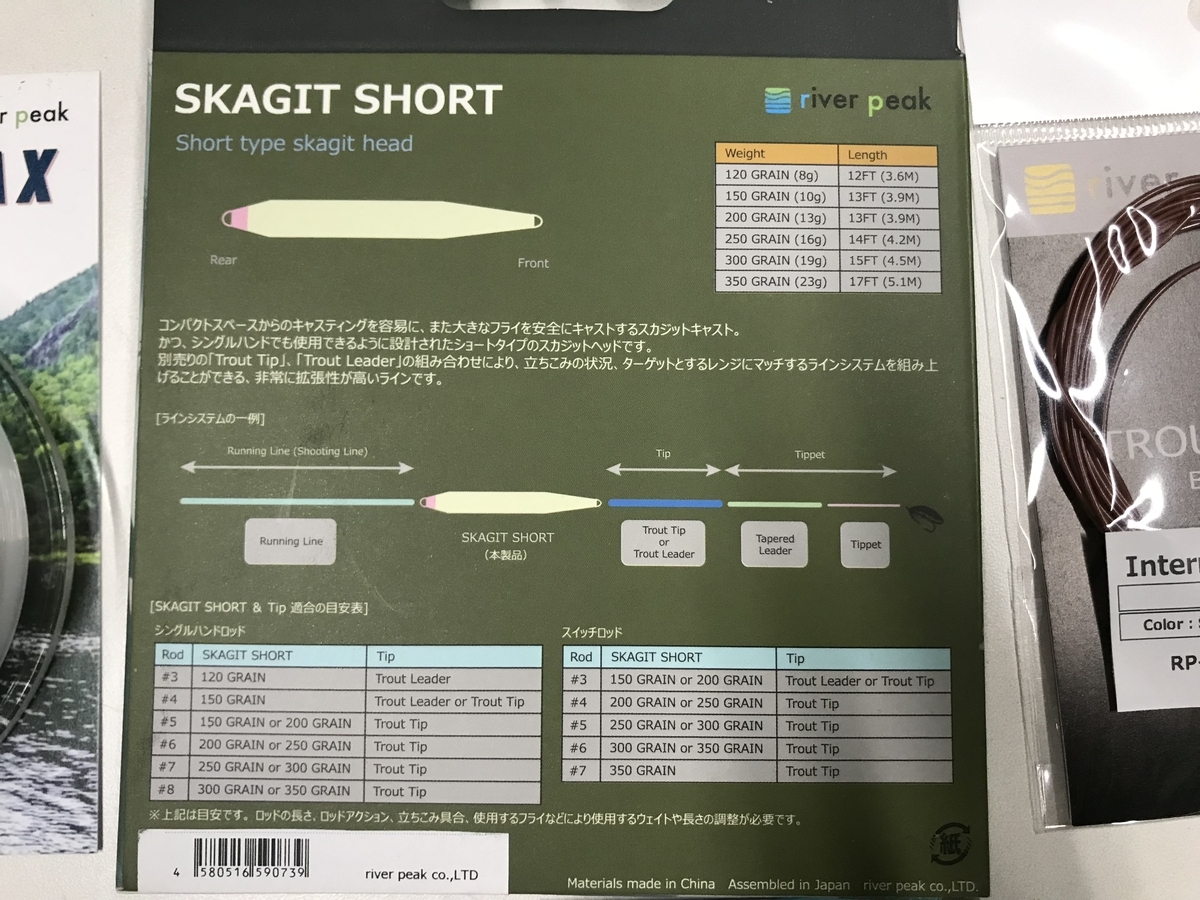 r peak
AX
SKAGIT SHORT
Short type skagit head
river peak
Weight Length
120 GRAIN (8g) 12FT (3.6M)
150 GRAIN (10g) 13FT (3.9M)
200 GRAIN (13g) 13FT (3.9M)
250 GRAIN (16g) 14FT (4.2M)
300 GRAIN (19g) 15FT (4.5M)
350 GRAIN (23g) 17FT (5.1M)
Rear Front
コンパクトスペースからのキャスティングを容易に、また大きなフライを安全にキャストするスカジットキャスト。
かつ、シングルハンドでも使用できるように設計されたショートタイプのスカジットヘッドです。
別売りの「Trout Tip」、「Trout Leader」の組み合わせにより、立ちこみの状況、ターゲットとするレンジにマッチするラインシステムを組み上
げることができる、非常に拡張性が高いラインです。
[ラインシステムの一例]
Running Line (Shooting Line) Tip Tippet
Running Line
SKAGIT SHORT
(本製品)
Trout Tip
or
Trout Leader
Tapered
Leader
Tippet
[SKAGIT SHORT & Tip 適合の目安表]
シングルハンドロッド
Rod SKAGIT SHORT Tip
#3 120 GRAIN Trout Leader
#4 150 GRAIN Trout Leader or Trout Tip
#5 150 GRAIN or 200 GRAIN Trout Tip
#6 200 GRAIN or 250 GRAIN Trout Tip
#7 250 GRAIN or 300 GRAIN Trout Tip
#8 300 GRAIN or 350 GRAIN Trout Tip
スイッチロッド
Rod SKAGIT SHORT Tip
#3 150 GRAIN or 200 GRAIN Trout Leader or Trout Tip
#4 200 GRAIN or 250 GRAIN Trout Tip
#5 250 GRAIN or 300 GRAIN Trout Tip
#6 300 GRAIN or 350 GRAIN Trout Tip
#7 350 GRAIN Trout Tip
※上記は目安です。ロッドの長さ、ロッドアクション、立ちこみ具合、使用するフライなどにより使用するウェイトや長さの調整が必要です。
4 580516 590739
river peak co.,LTD
紙
Materials made in China Assembled in Japan river peak co.,LTD.
river
TROU
Inter
Color :
RP-